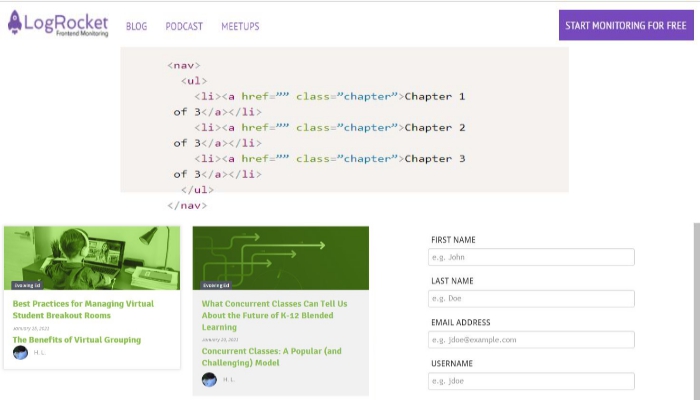 LogRocket
Frontend Monitoring
BLOG PODCAST MEETUPS
START MONITORING FOR FREE
<nav>
<ul>
<li><a href=”” class=”chapter”>Chapter 1
of 3</a></li>
<li><a href=”” class=”chapter”>Chapter 2
of 3</a></li>
<li><a href=”” class=”chapter”>Chapter 3
of 3</a></li>
</ul>
</nav>
Evolving Ed
Best Practices for Managing Virtual
Student Breakout Rooms
The Benefits of Virtual Grouping
H. L.
Evolving Ed
What Concurrent Classes Can Tell Us
About the Future of K-12 Blended
Learning
Concurrent Classes: A Popular (and
Challenging) Model
H. L.
FIRST NAME
e.g. John
LAST NAME
e.g. Doe
EMAIL ADDRESS
e.g. jdoe@example.com
USERNAME
e.g. jdoe